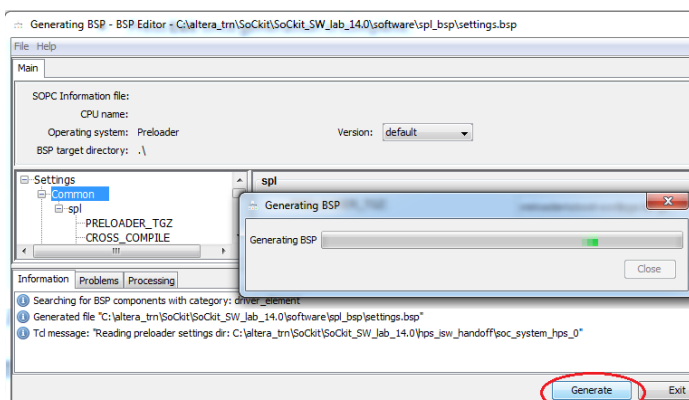 Generating BSP - BSP Editor - C:\altera_trn\SoCkit\SoCkit_SW_lab_14.0\software\spl_bsp\settings.bsp
File Help
Main
SOPC Information file:
CPU name:
Operating system: Preloader Version: default
BSP target directory: .\
Settings
Common
spl
PRELOADER_TGZ
CROSS_COMPILE
spl
Generating BSP
Generating BSP
Close
Information Problems Processing
Searching for BSP components with category: driver_element
Generated file "C:\altera_trn\SoCkit\SoCkit_SW_lab_14.0\software\spl_bsp\settings.bsp"
Tcl message: "Reading preloader settings dir: C:\altera_trn\SoCkit\SoCkit_SW_lab_14.0\hps_isw_handoff\soc_system_hps_0"
Generate Exit